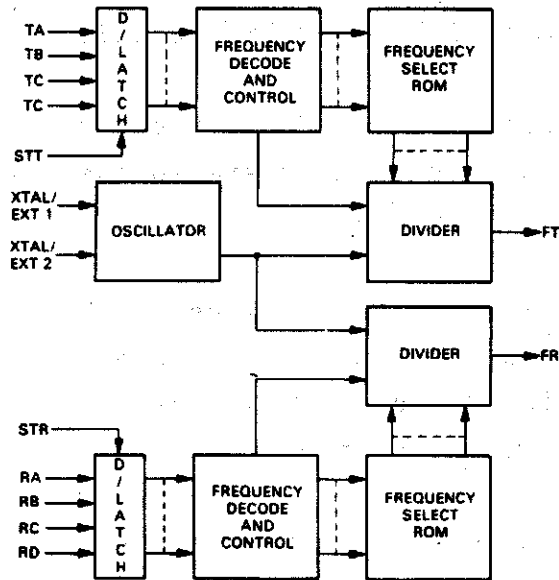 TA
TB
TC
TC
STT
D/LATCH
FREQUENCY
DECODE
AND
CONTROL
FREQUENCY
SELECT
ROM
XTAL/
EXT 1
XTAL/
EXT 2
OSCILLATOR
DIVIDER
FT
DIVIDER
FR
STR
RA
RB
RC
RD
D/LATCH
FREQUENCY
DECODE
AND
CONTROL
FREQUENCY
SELECT
ROM